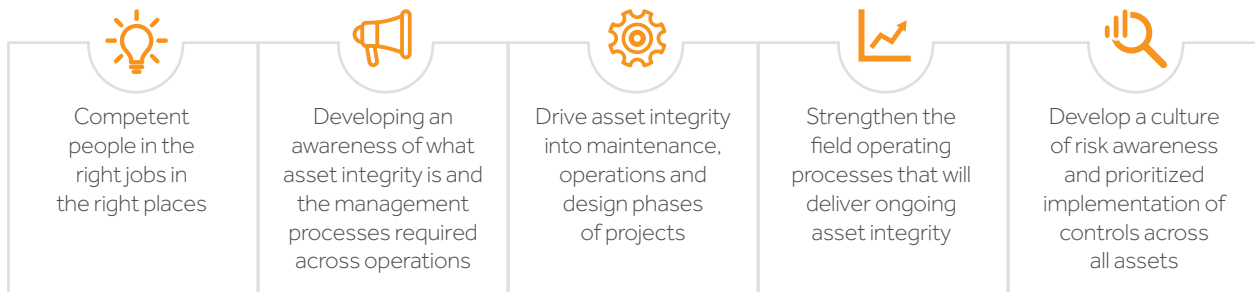 Competent
people in the
right jobs in
the right places
Developing an
awareness of what
asset integrity is and
the management
processes required
across operations
Drive asset integrity
into maintenance,
operations and
design phases
of projects
Strengthen the
field operating
processes that will
deliver ongoing
asset integrity
Develop a culture
of risk awareness
and prioritized
implementation of
controls across
all assets